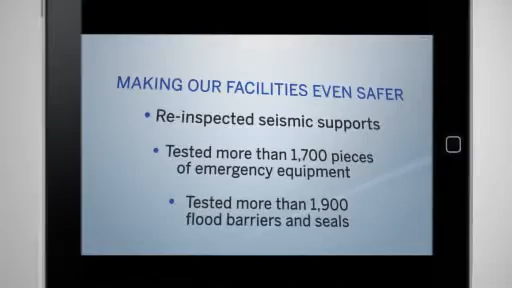 MAKING OUR FACILITIES EVEN SAFER
• Re-inspected seismic supports
• Tested more than 1,700 pieces
of emergency equipment
• Tested more than 1,900
flood barriers and seals